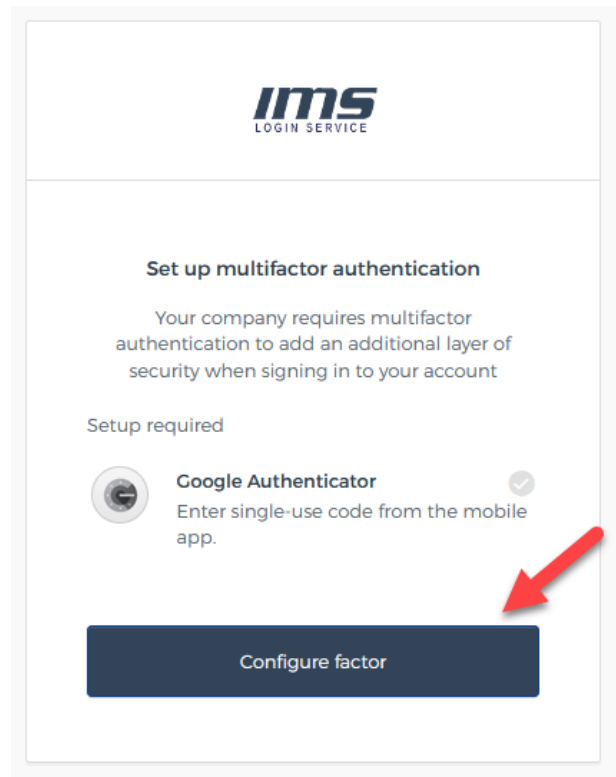 ims
LOGIN SERVICE
Set up multifactor authentication
Your company requires multifactor
authentication to add an additional layer of
security when signing in to your account
Setup required
Google Authenticator
Enter single-use code from the mobile
app.
Configure factor